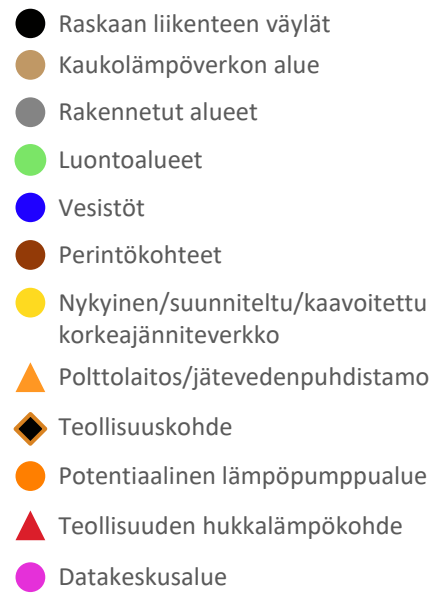 Raskaan liikenteen väylät
Kaukolämpöverkon alue
Rakennetut alueet
Luontoalueet
Vesistöt
Perintökohteet
Nykyinen/suunniteltu/kaavoitettu
korkeajänniteverkko
Polttolaitos/jätevedenpuhdistamo
Teollisuuskohde
Potentiaalinen lämpöpumppualue
Teollisuuden hukkalämpökohde
Datakeskusalue